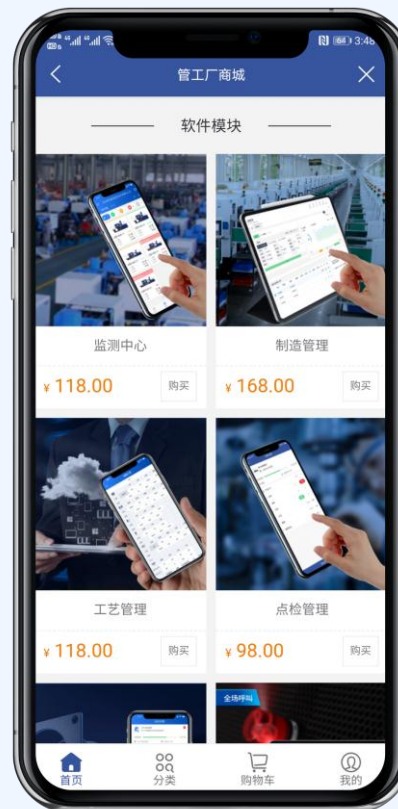 3:48
管工厂商城
软件模块
监测中心
制造管理
¥ 118.00 购买
¥ 168.00 购买
工艺管理
点检管理
¥ 118.00 购买
¥ 98.00 购买
全场呼叫
首页 分类 购物车 我的